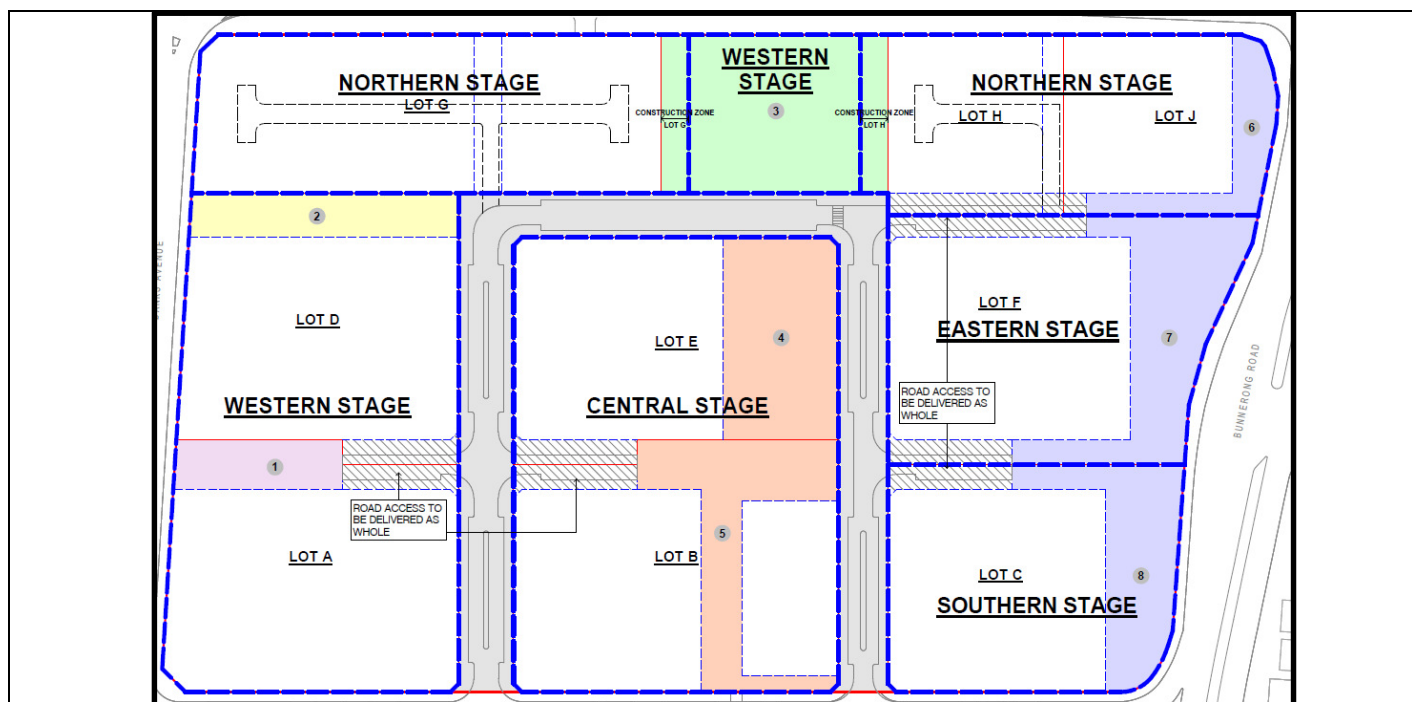 WESTERN
STAGE
3
NORTHERN STAGE
LOT G
CONSTRUCTION ZONE
LOT G
CONSTRUCTION ZONE
LOT H
NORTHERN STAGE
LOT H
LOT J
6
2
LOT D
WESTERN STAGE
1
ROAD ACCESS TO
BE DELIVERED AS
WHOLE
LOT A
LOT E
4
CENTRAL STAGE
5
LOT B
LOT F
EASTERN STAGE
7
ROAD ACCESS TO
BE DELIVERED AS
WHOLE
BUNNERONG ROAD
LOT C
8
SOUTHERN STAGE
AVENUE